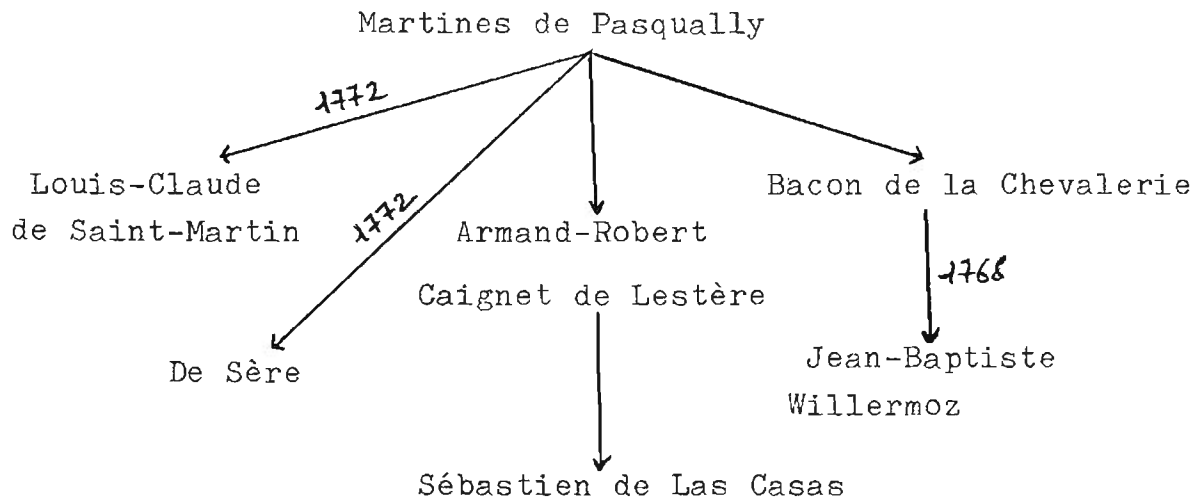 Martines de Pasqually
1772
Louis-Claude
de Saint-Martin
1772
Armand-Robert
Caignet de Lestère
Bacon de la Chevalerie
1768
De Sère
Jean-Baptiste
Willermoz
Sébastien de Las Casas